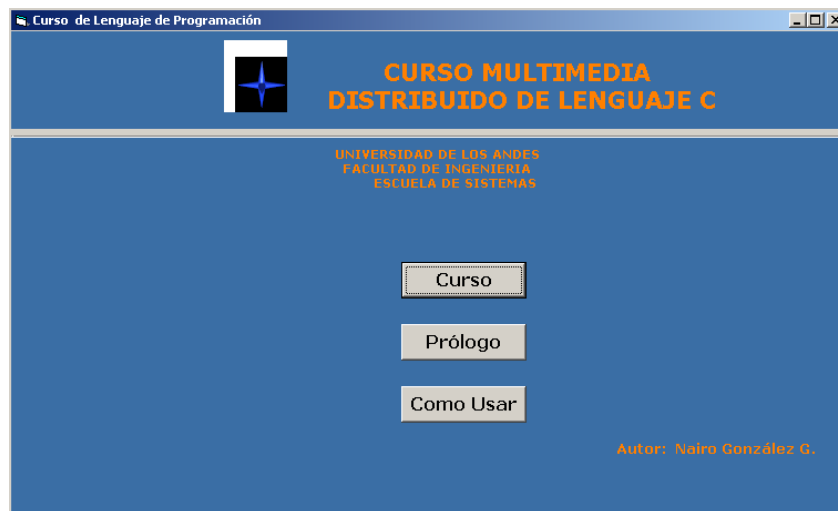 Curso de Lenguaje de Programación
CURSO MULTIMEDIA
DISTRIBUIDO DE LENGUAJE C
UNIVERSIDAD DE LOS ANDES
FACULTAD DE INGENIERIA
ESCUELA DE SISTEMAS
Curso
Prólogo
Como Usar
Autor: Nairo González G.